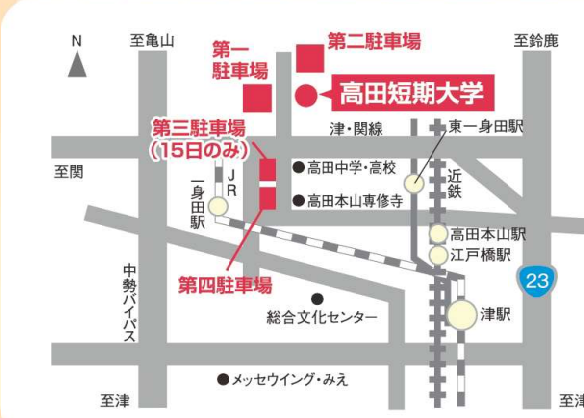 N
至亀山
第一
駐車場
第二駐車場
至鈴鹿
高田短期大学
第三駐車場
(15日のみ)
津・関線
東一身田駅
至関
JR
一身田駅
高田中学・高校
近鉄
高田本山専修寺
高田本山駅
江戸橋駅
第四駐車場
23
中勢バイパス
総合文化センター
津駅
メッセウイング・みえ
至津
至津